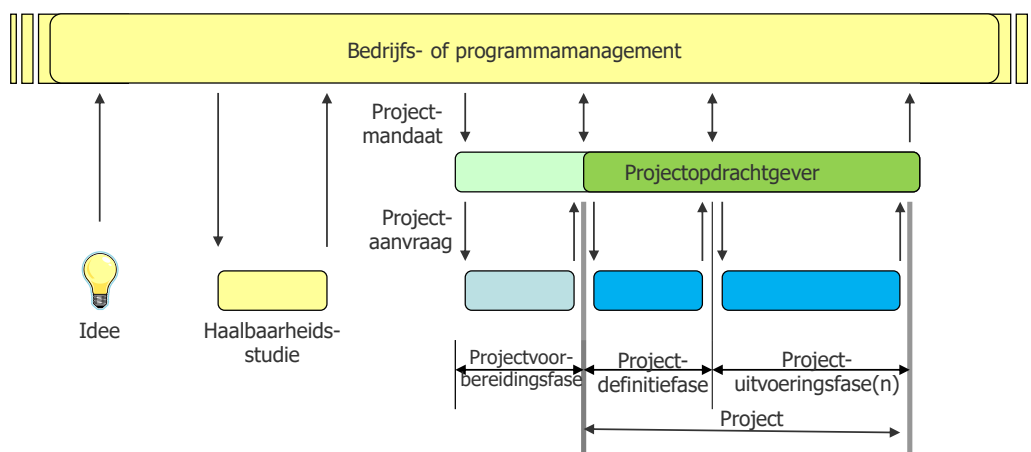 Bedrijfs- of programmamanagement
Project-
mandaat
Projectopdrachtgever
Project-
aanvraag
Idee
Haalbaarheids-
studie
Projectvoor-
bereidingsfase
Project-
definitiefase
Project-
uitvoeringsfase(n)
Project